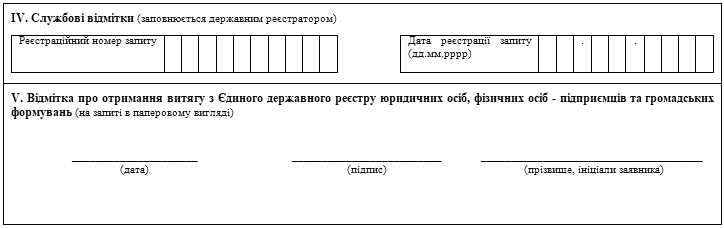 IV. Службові відмітки (заповнюється державним реєстратором)
Реєстраційний номер запиту
Дата реєстрації запиту . .
(дд.мм.рррр)
V. Відмітка про отримання витягу з Єдиного державного реєстру юридичних осіб, фізичних осіб - підприємців та громадських
формувань (на запиті в паперовому вигляді)
(дата) (підпис) (прізвище, ініціали заявника)